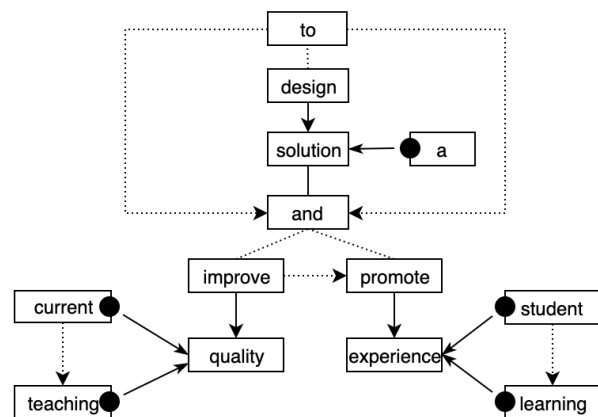 to
design
solution
a
and
improve
promote
current
student
quality
experience
teaching
learning